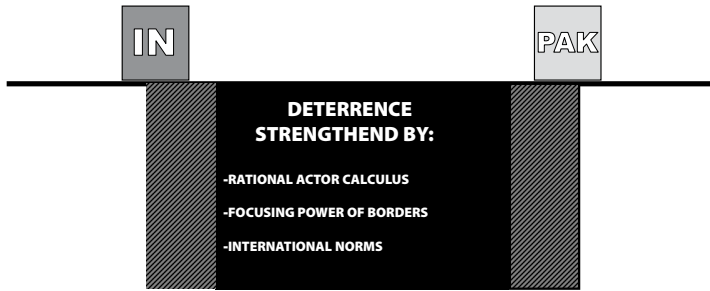 IN
PAK
DETERRENCE
STRENGTHEND BY:
-RATIONAL ACTOR CALCULUS
-FOCUSING POWER OF BORDERS
-INTERNATIONAL NORMS